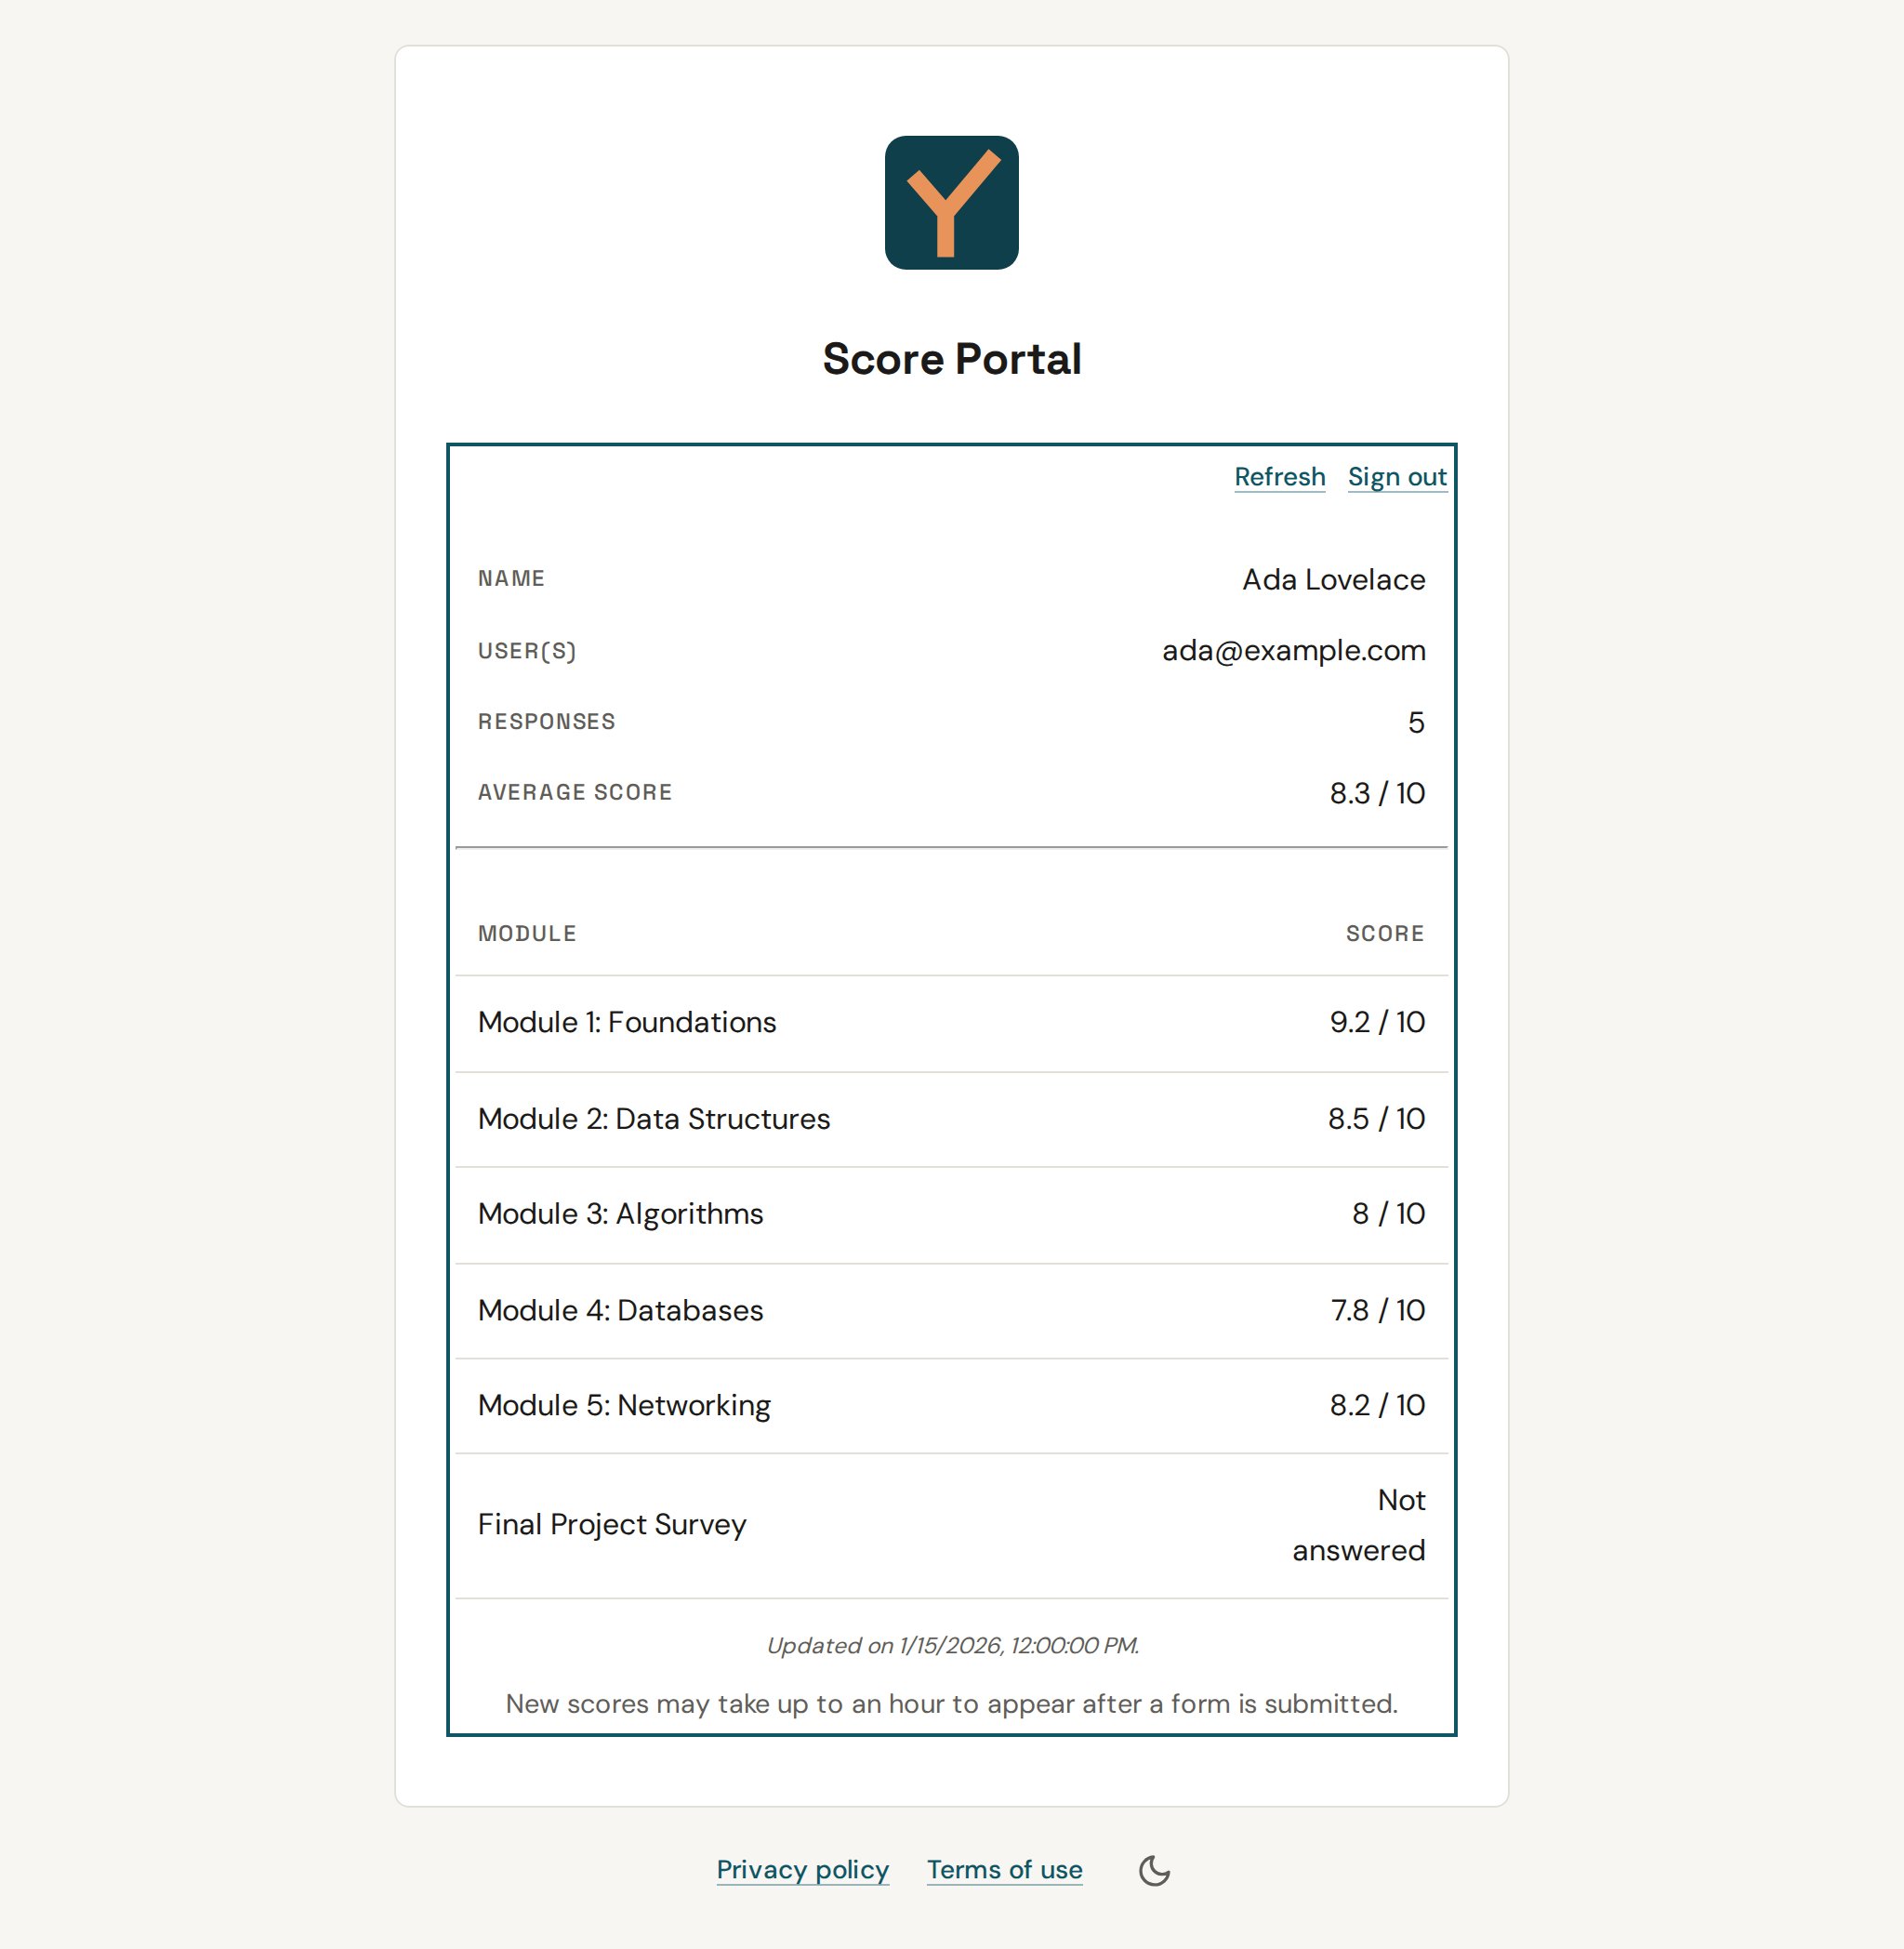 Score Portal
Refresh Sign out
NAME Ada Lovelace
USER(S) ada@example.com
RESPONSES 5
AVERAGE SCORE 8.3 / 10
MODULE SCORE
Module 1: Foundations 9.2 / 10
Module 2: Data Structures 8.5 / 10
Module 3: Algorithms 8 / 10
Module 4: Databases 7.8 / 10
Module 5: Networking 8.2 / 10
Final Project Survey Not
answered
Updated on 1/15/2026, 12:00:00 PM.
New scores may take up to an hour to appear after a form is submitted.
Privacy policy Terms of use